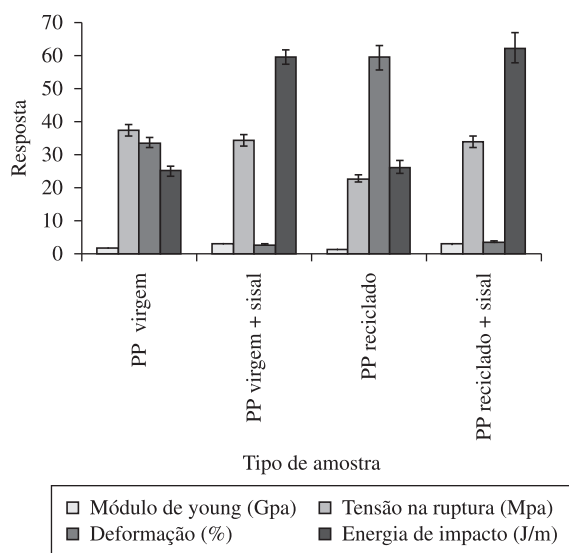 Resposta
70
60
50
40
30
20
10
0
PP virgem
PP virgem + sisal
PP reciclado
PP reciclado + sisal
Tipo de amostra
Módulo de young (Gpa) Tensão na ruptura (Mpa)
Deformação (%) Energia de impacto (J/m)